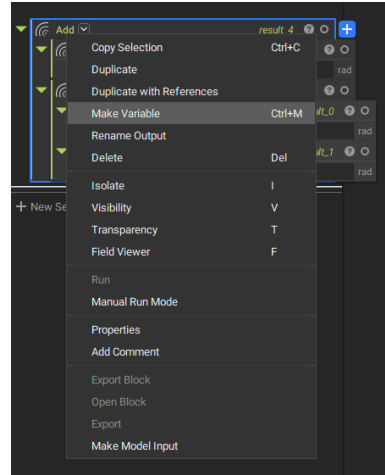 Add result_4
Copy Selection Ctrl+C
Duplicate rad
Duplicate with References
Make Variable Ctrl+M ult_0
Rename Output rad
Delete Del ult_1
rad
Isolate I
+ New Se
Visibility V
Transparency T
Field Viewer F
Run
Manual Run Mode
Properties
Add Comment
Export Block
Open Block
Export
Make Model Input